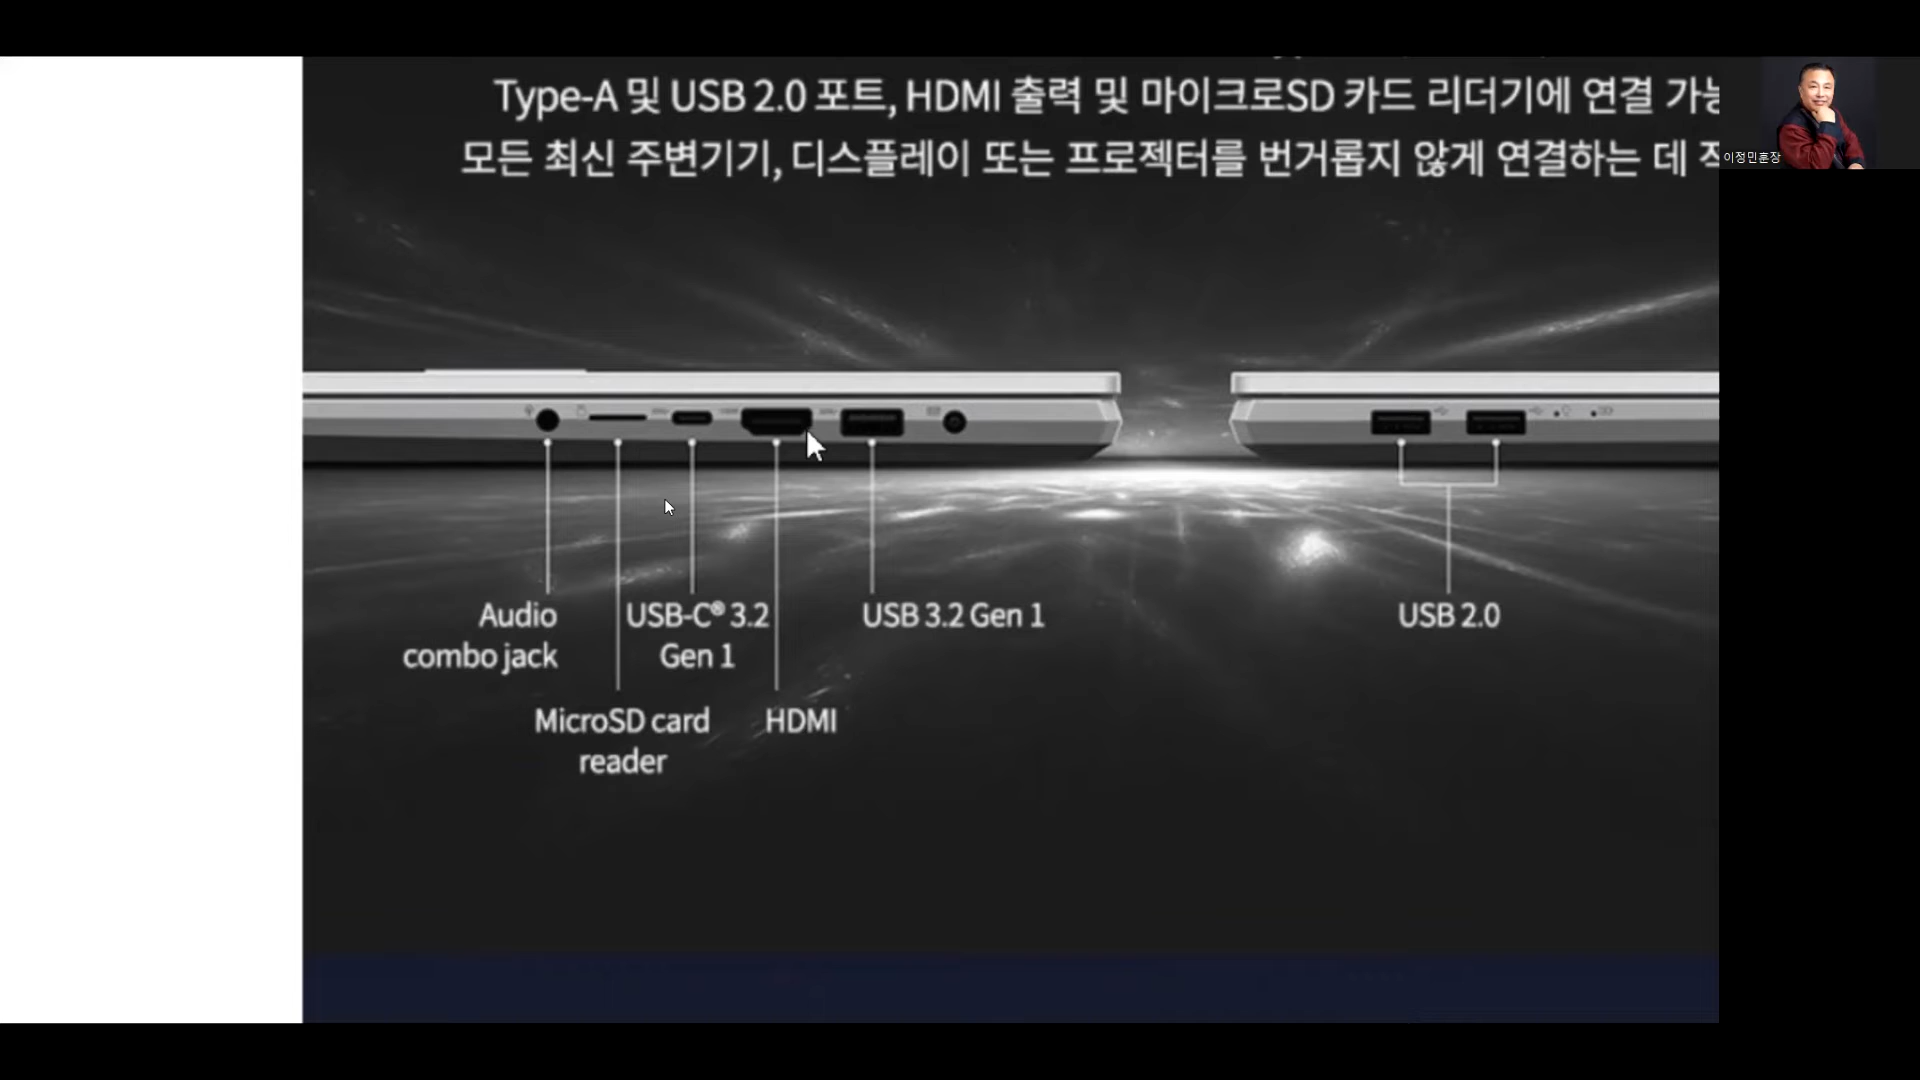 Type-A 및 USB 2.0 포트, HDMI 출력 및 마이크로SD 카드 리더기에 연결
모든 최신 주변기기, 디스플레이 또는 프로젝터를 번거롭지 않게 연결하는 데
이정민훈장
Audio
combo jack
MicroSD card
reader
USB-C® 3.2
Gen 1
HDMI
USB 3.2 Gen 1
USB 2.0